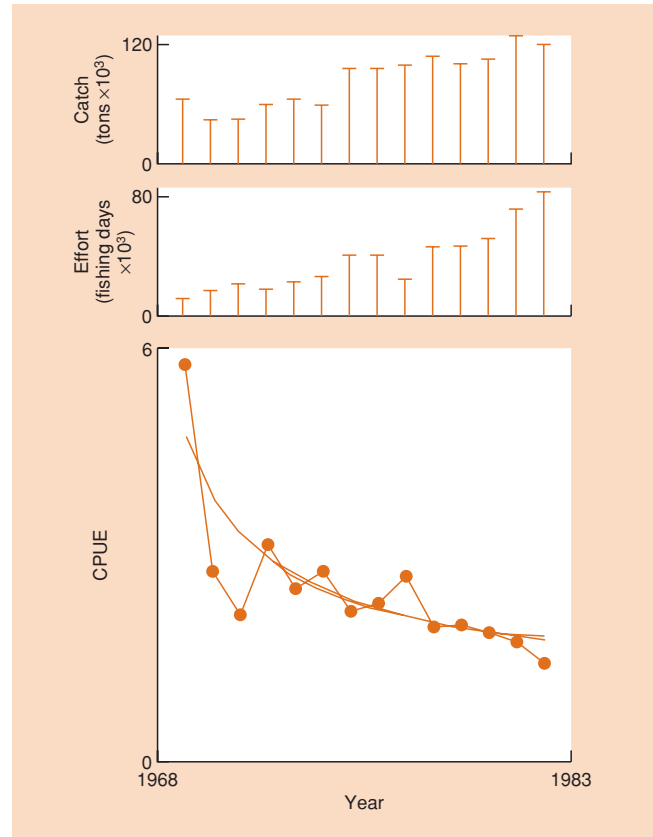 120
Catch
(tons ×10³)
0
80
Effort
(fishing days
×10³)
0
6
CPUE
0
1968
1983
Year